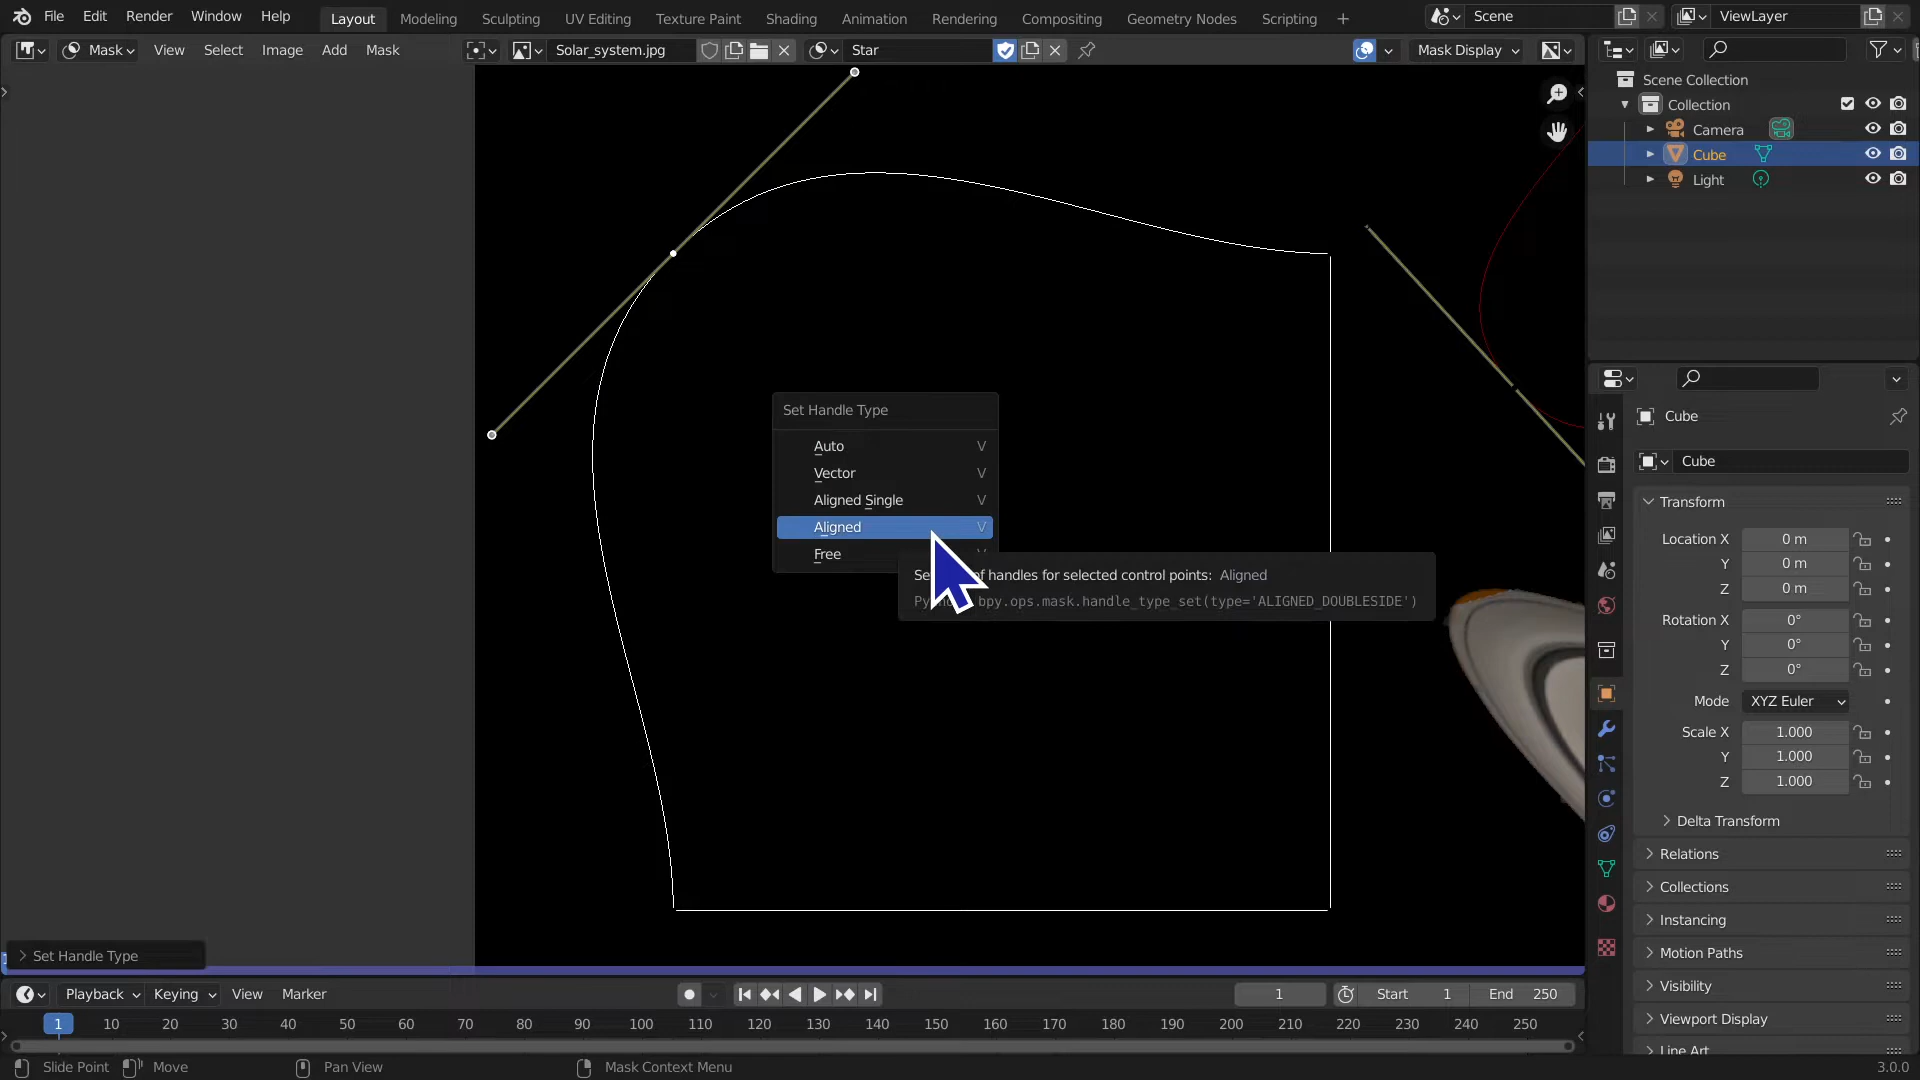 File Edit Render Window Help Layout Modeling Sculpting UV Editing Texture Paint Shading Animation Rendering Compositing Geometry Nodes Scripting + Scene ViewLayer
Mask View Select Image Add Mask Solar_system.jpg Star Mask Display
Scene Collection
Collection
Camera
Cube
Light
Set Handle Type
Auto V
Vector V
Aligned Single V
Aligned V
Free
of handles for selected control points: Aligned
bpy.ops.mask.handle_type_set(type='ALIGNED_DOUBLESIDE')
Cube
Cube
Transform
Location X 0 m
Y 0 m
Z 0 m
Rotation X 0°
Y 0°
Z 0°
Mode XYZ Euler
Scale X 1.000
Y 1.000
Z 1.000
Delta Transform
Relations
Collections
Instancing
Motion Paths
Visibility
Viewport Display
Line Art
Set Handle Type
Playback Keying View Marker 1 Start 1 End 250
1 10 20 30 40 50 60 70 80 90 100 110 120 130 140 150 160 170 180 190 200 210 220 230 240 250
Slide Point Move Pan View Mask Context Menu 3.0.0